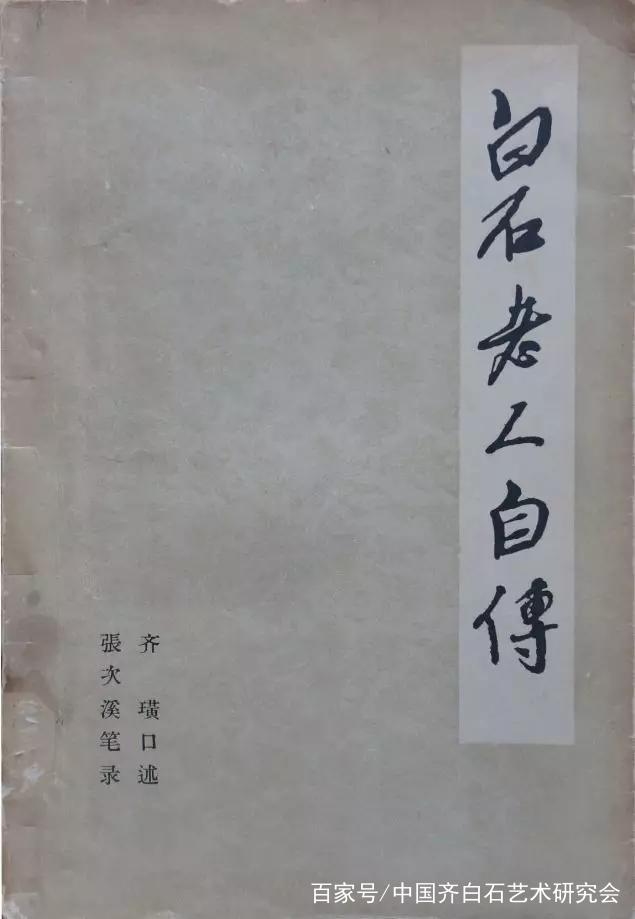 白石老人自傳
齐璜口述
張次溪笔录
百家号/中国齐白石艺术研究会